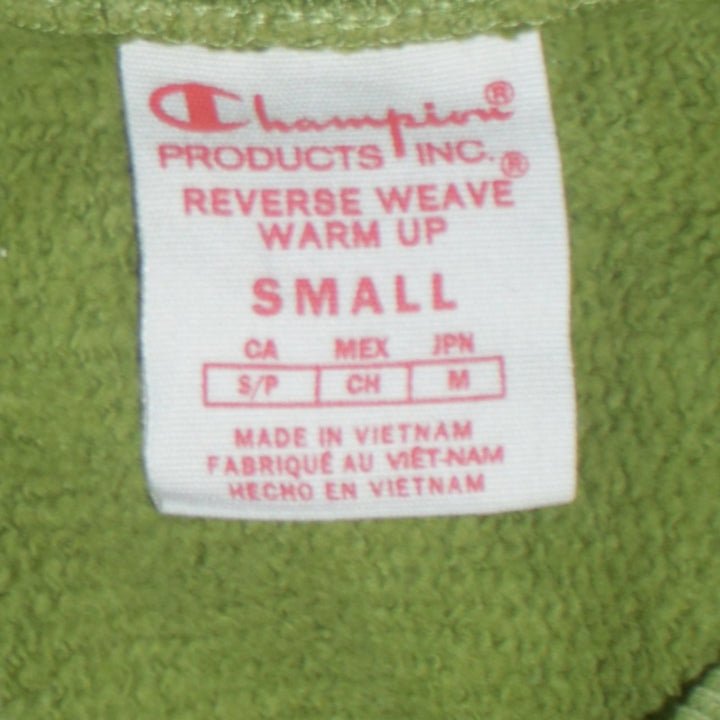 Champion®
PRODUCTS INC.®
REVERSE WEAVE
WARM UP
SMALL
CA MEX JPN
S/P CH M
MADE IN VIETNAM
FABRIQUÉ AU VIÊT-NAM
HECHO EN VIETNAM